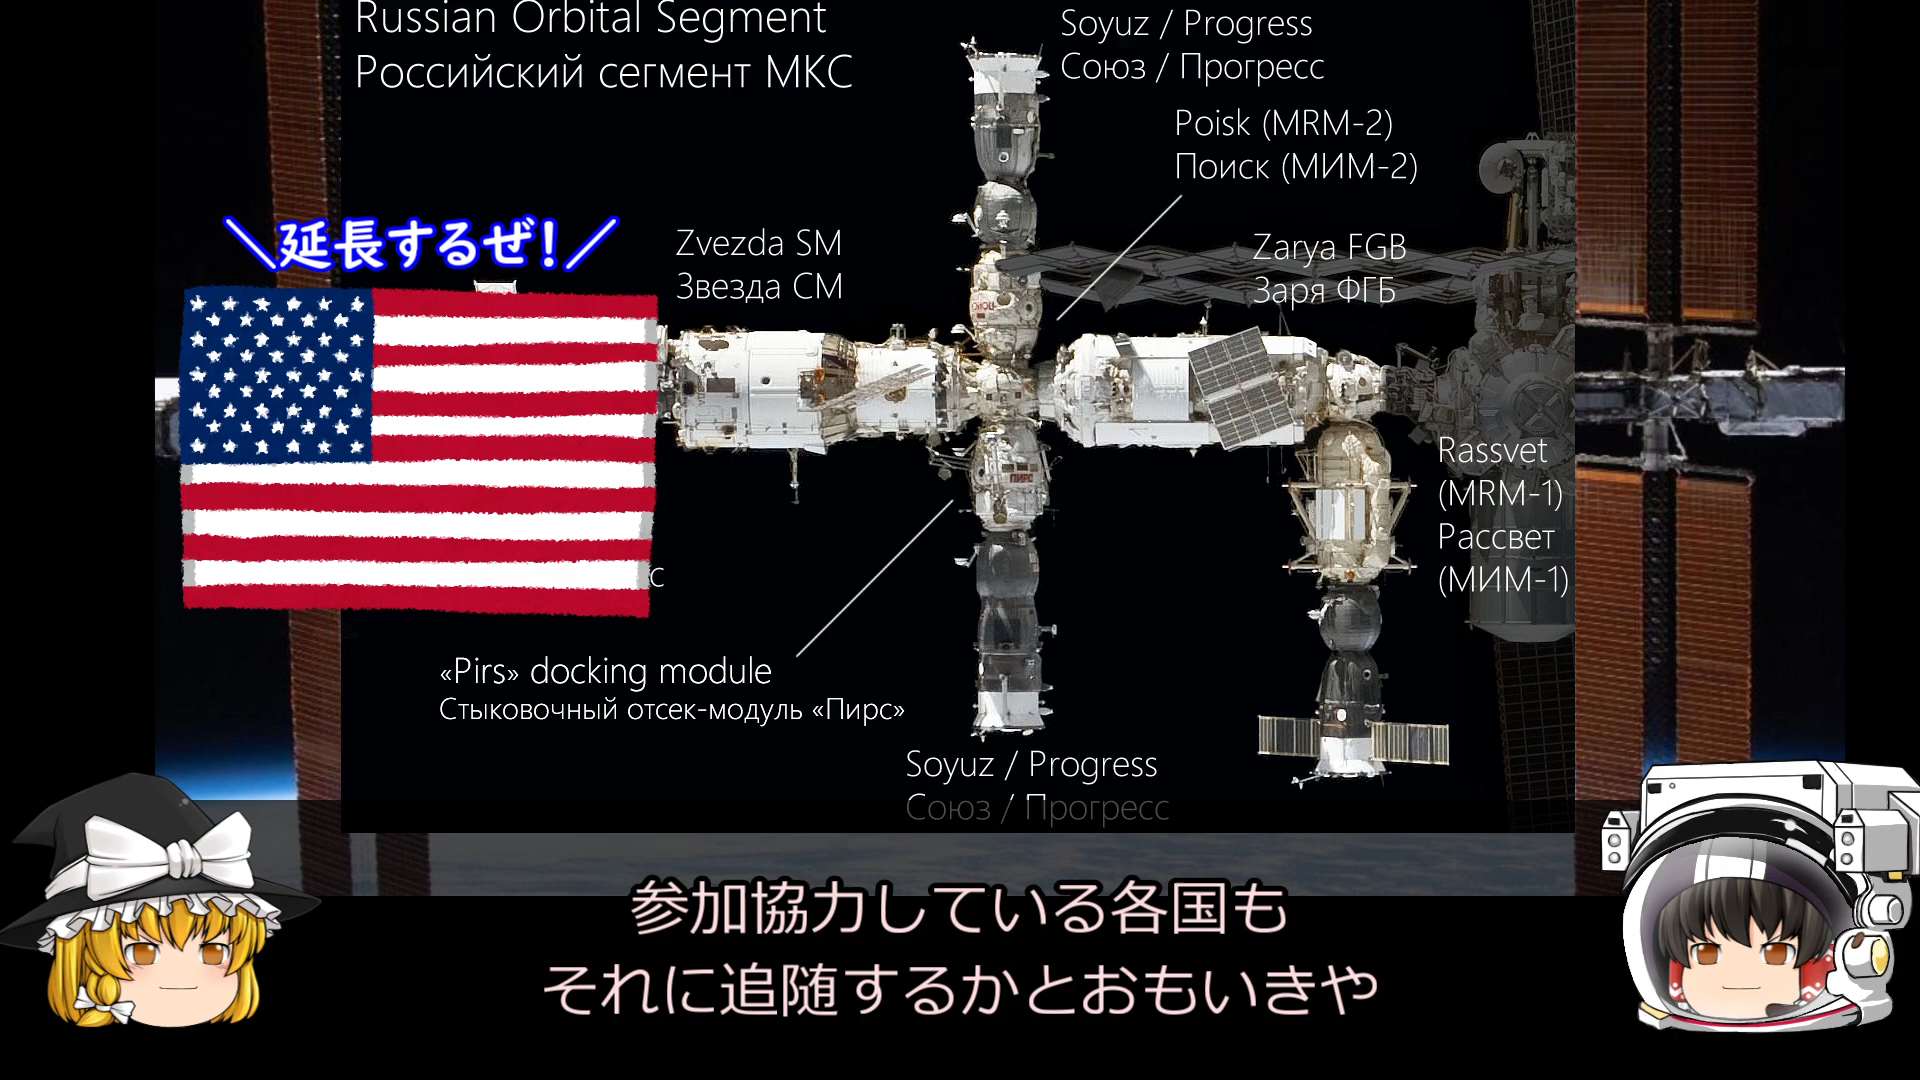 Russian Orbital Segment
Российский сегмент МКС
Soyuz / Progress
Союз / Прогресс
Poisk (MRM-2)
Поиск (МИМ-2)
＼延長するぜ！／
Zvezda SM
Звезда СМ
Zarya FGB
Заря ФГБ
Rassvet
(MRM-1)
Рассвет
(МИМ-1)
с
ПИРС
«Pirs» docking module
Стыковочный отсек-модуль «Пирс»
Soyuz / Progress
Союз / Прогресс
参加協力している各国も
それに追随するかとおもいきや